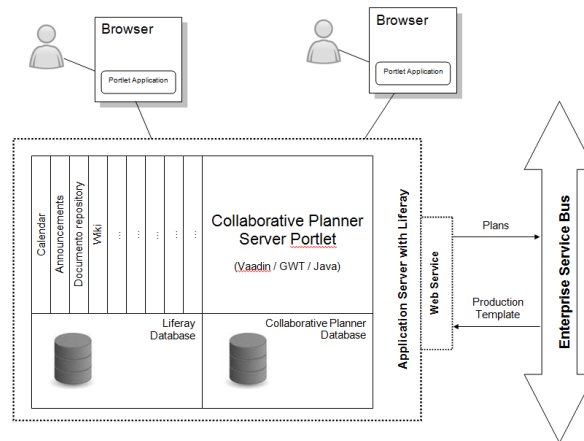 Browser
Portlet Application
Browser
Portlet Application
Calendar
Announcements
Documento repository
Wiki
...
...
...
...
...
Collaborative Planner
Server Portlet
(Vaadin / GWT / Java)
Liferay
Database
Collaborative Planner
Database
Application Server with Liferay
Web Service
Plans
Production
Template
Enterprise Service Bus